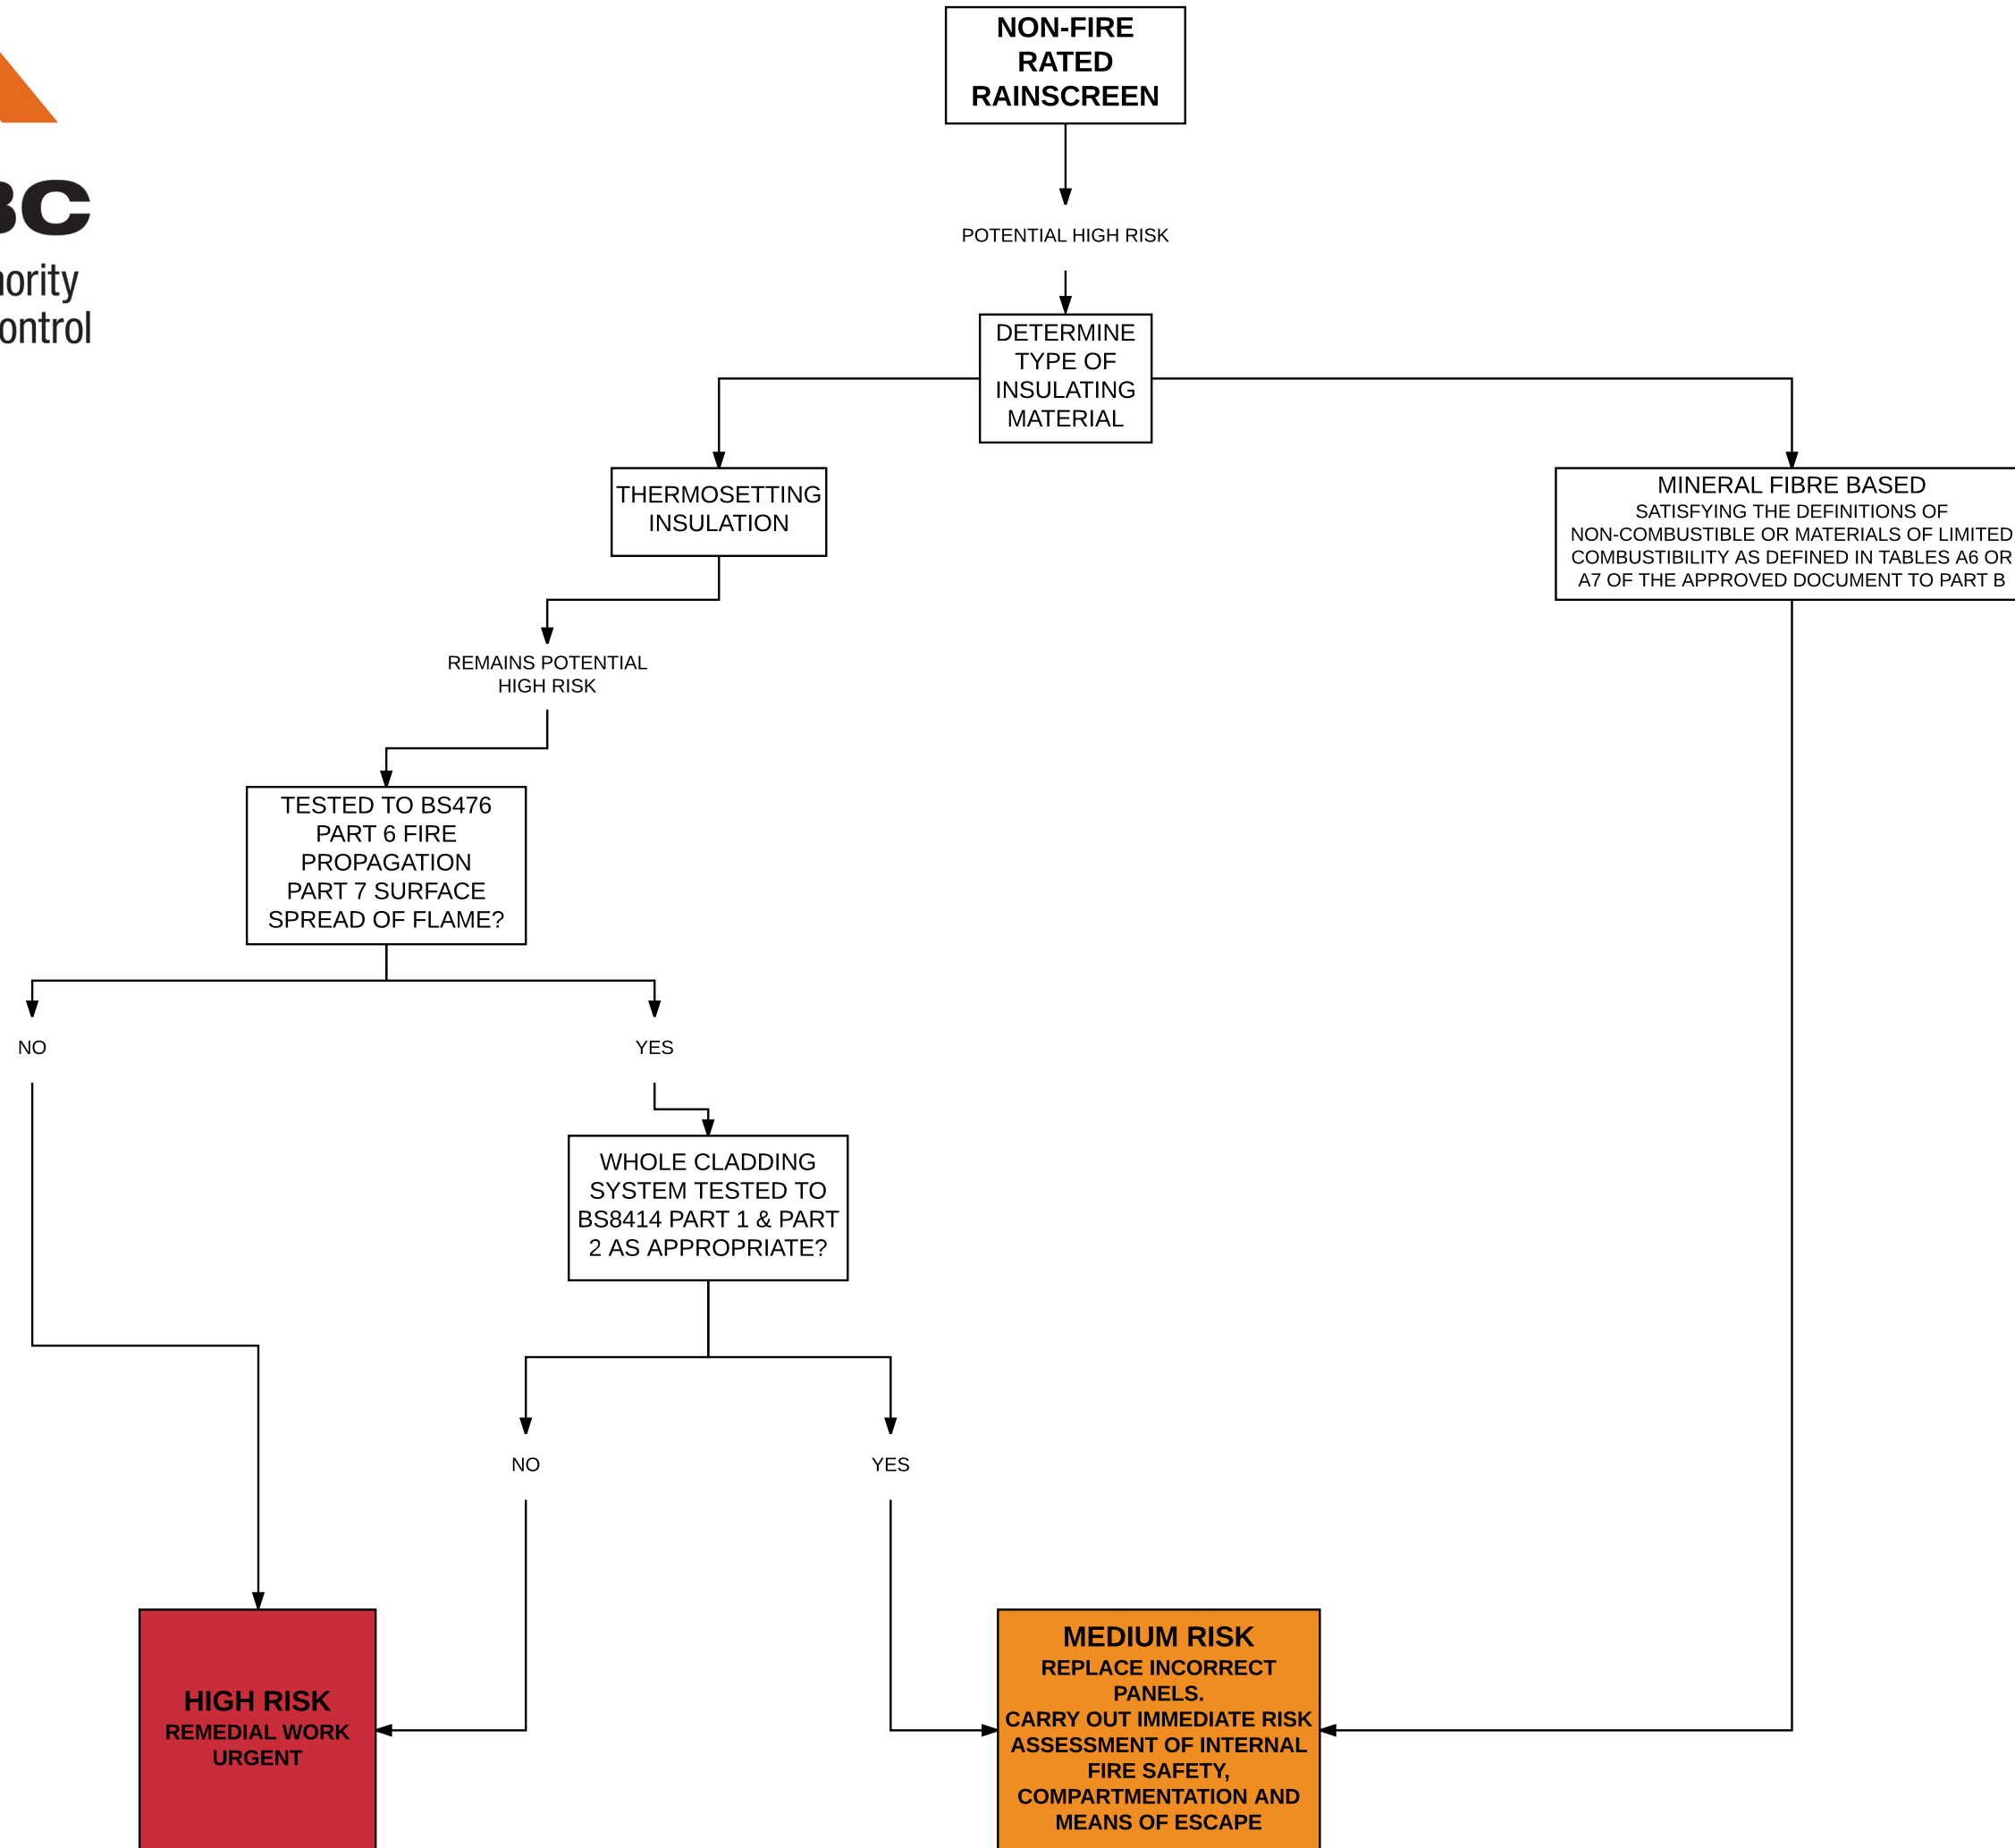 NON-FIRE
RATED
RAINSCREEN
BC
ority
ontrol
POTENTIAL HIGH RISK
DETERMINE
TYPE OF
INSULATING
MATERIAL
THERMOSETTING
INSULATION
MINERAL FIBRE BASED
SATISFYING THE DEFINITIONS OF
NON-COMBUSTIBLE OR MATERIALS OF LIMITED
COMBUSTIBILITY AS DEFINED IN TABLES A6 OR
A7 OF THE APPROVED DOCUMENT TO PART B
REMAINS POTENTIAL
HIGH RISK
TESTED TO BS476
PART 6 FIRE
PROPAGATION
PART 7 SURFACE
SPREAD OF FLAME?
NO
YES
WHOLE CLADDING
SYSTEM TESTED TO
BS8414 PART 1 & PART
2 AS APPROPRIATE?
NO
YES
HIGH RISK
REMEDIAL WORK
URGENT
MEDIUM RISK
REPLACE INCORRECT
PANELS.
CARRY OUT IMMEDIATE RISK
ASSESSMENT OF INTERNAL
FIRE SAFETY,
COMPARTMENTATION AND
MEANS OF ESCAPE